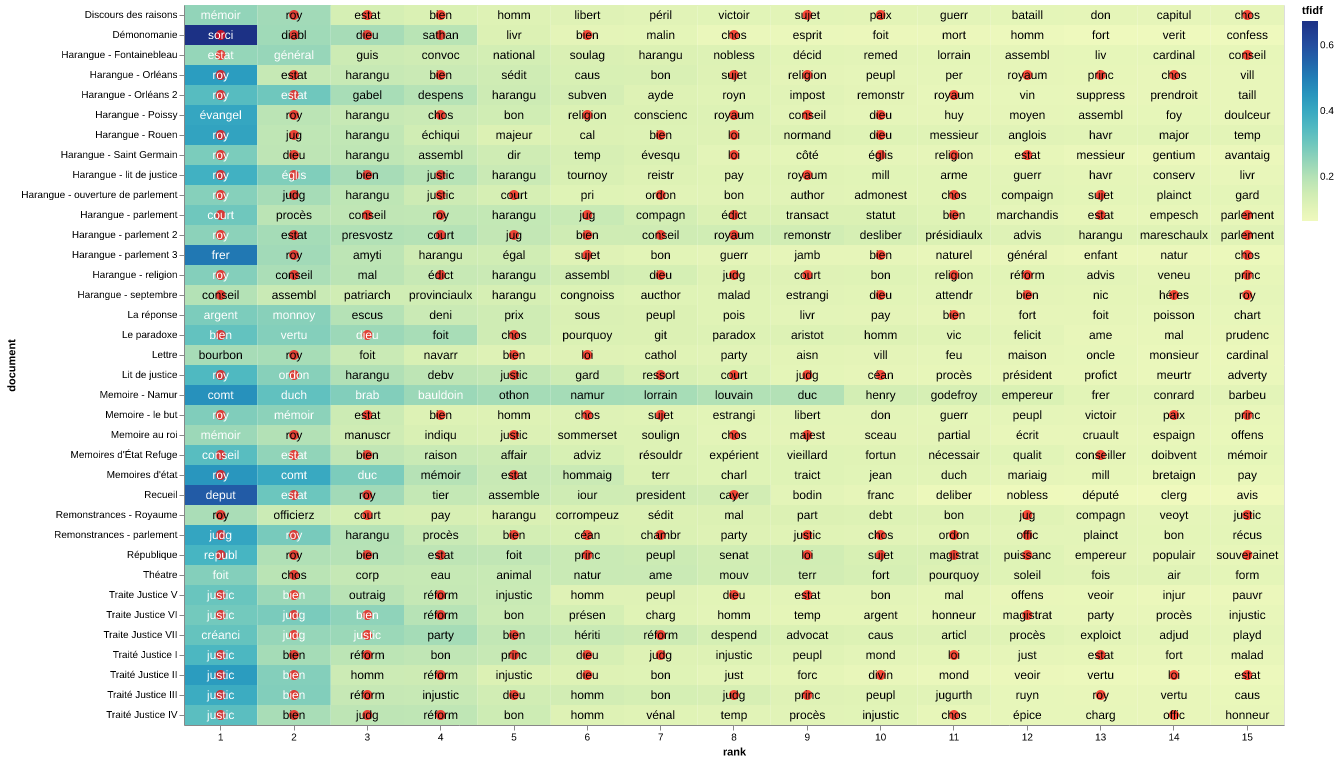 tfidf
Discours des raisons mémoir roy estat bien homm libert péril victoir sujet paix guerr bataill don capitul chos
Démonomanie sorci diabl dieu sathan livr bien malin chos esprit foit mort homm fort verit confess
0.6
Harangue - Fontainebleau estat général guis convoc national soulag harangu nobless décid remed lorrain assembl liv cardinal conseil
Harangue - Orléans roy estat harangu bien sédit caus bon sujet religion peupl per royaum princ chos vill
Harangue - Orléans 2 roy estat gabel despens harangu subven ayde royn impost remonstr royaum vin suppress prendroit taill
0.4
Harangue - Poissy évangel roy harangu chos bon religion conscienc royaum conseil dieu huy moyen assembl foy doulceur
Harangue - Rouen roy jug harangu échiqui majeur cal bien loi normand dieu messieur anglois havr major temp
Harangue - Saint Germain roy dieu harangu assembl dir temp évesqu loi côté églis religion estat messieur gentium avantaig
Harangue - lit de justice roy églis bien justic harangu tournoy reistr pay royaum mill arme guerr havr conserv livr
0.2
Harangue - ouverture de parlement roy judg harangu justic court pri ordon bon author admonest chos compaign sujet plainct gard
Harangue - parlement court procès conseil roy harangu jug compagn édict transact statut bien marchandis estat empesch parlement
Harangue - parlement 2 roy estat presvostz court jug bien conseil royaum remonstr desliber présidiaulx advis harangu mareschaulx parlement
Harangue - parlement 3 frer roy amyti harangu égal sujet bon guerr jamb bien naturel général enfant natur chos
Harangue - religion roy conseil mal édict harangu assembl dieu judg court bon religion réform advis veneu princ
Harangue - septembre conseil assembl patriarch provinciaulx harangu congnoiss aucthor malad estrangi dieu attendr bien nic héres roy
La réponse argent monnoy escus deni prix sous peupl pois livr pay bien fort foit poisson chart
Le paradoxe bien vertu dieu foit chos pourquoy git paradox aristot homm vic felicit ame mal prudenc
Lettre bourbon roy foit navarr bien loi cathol party aisn vill feu maison oncle monsieur cardinal
Lit de justice roy ordon harangu debv justic gard ressort court judg céan procès président profict meurtr adverty
Memoire - Namur comt duch brab bauldoin othon namur lorrain louvain duc henry godefroy empereur frer conrard barbeu
Memoire - le but roy mémoir estat bien homm chos sujet estrangi libert don guerr peupl victoir paix princ
Memoire au roi mémoir roy manuscr indiqu justic sommerset soulign chos majest sceau partial écrit cruault espaign offens
Memoires d'État Refuge conseil estat bien raison affair adviz résouldr expérient vieillard fortun nécessair qualit conseiller doibvent mémoir
Memoires d'état roy comt duc mémoir estat hommaig terr charl traict jean duch mariaig mill bretaign pay
Recueil deput estat roy tier assemble iour president cayer bodin franc deliber nobless député clerg avis
Remonstrances - Royaume roy officierz court pay harangu corrompeuz sédit mal part debt bon jug compagn veoyt justic
Remonstrances - parlement judg roy harangu procès bien céan chambr party justic chos ordon offic plainct bon récus
République republ roy bien estat foit princ peupl senat loi sujet magistrat puissanc empereur populair souverainet
Théatre foit chos corp eau animal natur ame mouv terr fort pourquoy soleil fois air form
Traite Justice V justic bien outraig réform injustic homm peupl dieu estat bon mal offens veoir injur pauvr
Traite Justice VI justic judg bien réform bon présen charg homm temp argent honneur magistrat party procès injustic
Traite Justice VII créanci judg justic party bien hériti réform despend advocat caus articl procès exploict adjud playd
Traité Justice I justic bien réform bon princ dieu judg injustic peupl mond loi just estat fort malad
Traité Justice II justic bien homm réform injustic dieu bon just forc divin mond veoir vertu loi estat
Traité Justice III justic bien réform injustic dieu homm bon judg princ peupl jugurth ruyn roy vertu caus
Traité Justice IV justic bien judg réform bon homm vénal temp procès injustic chos épice charg offic honneur
1 2 3 4 5 6 7 8 9 10 11 12 13 14 15
rank
document